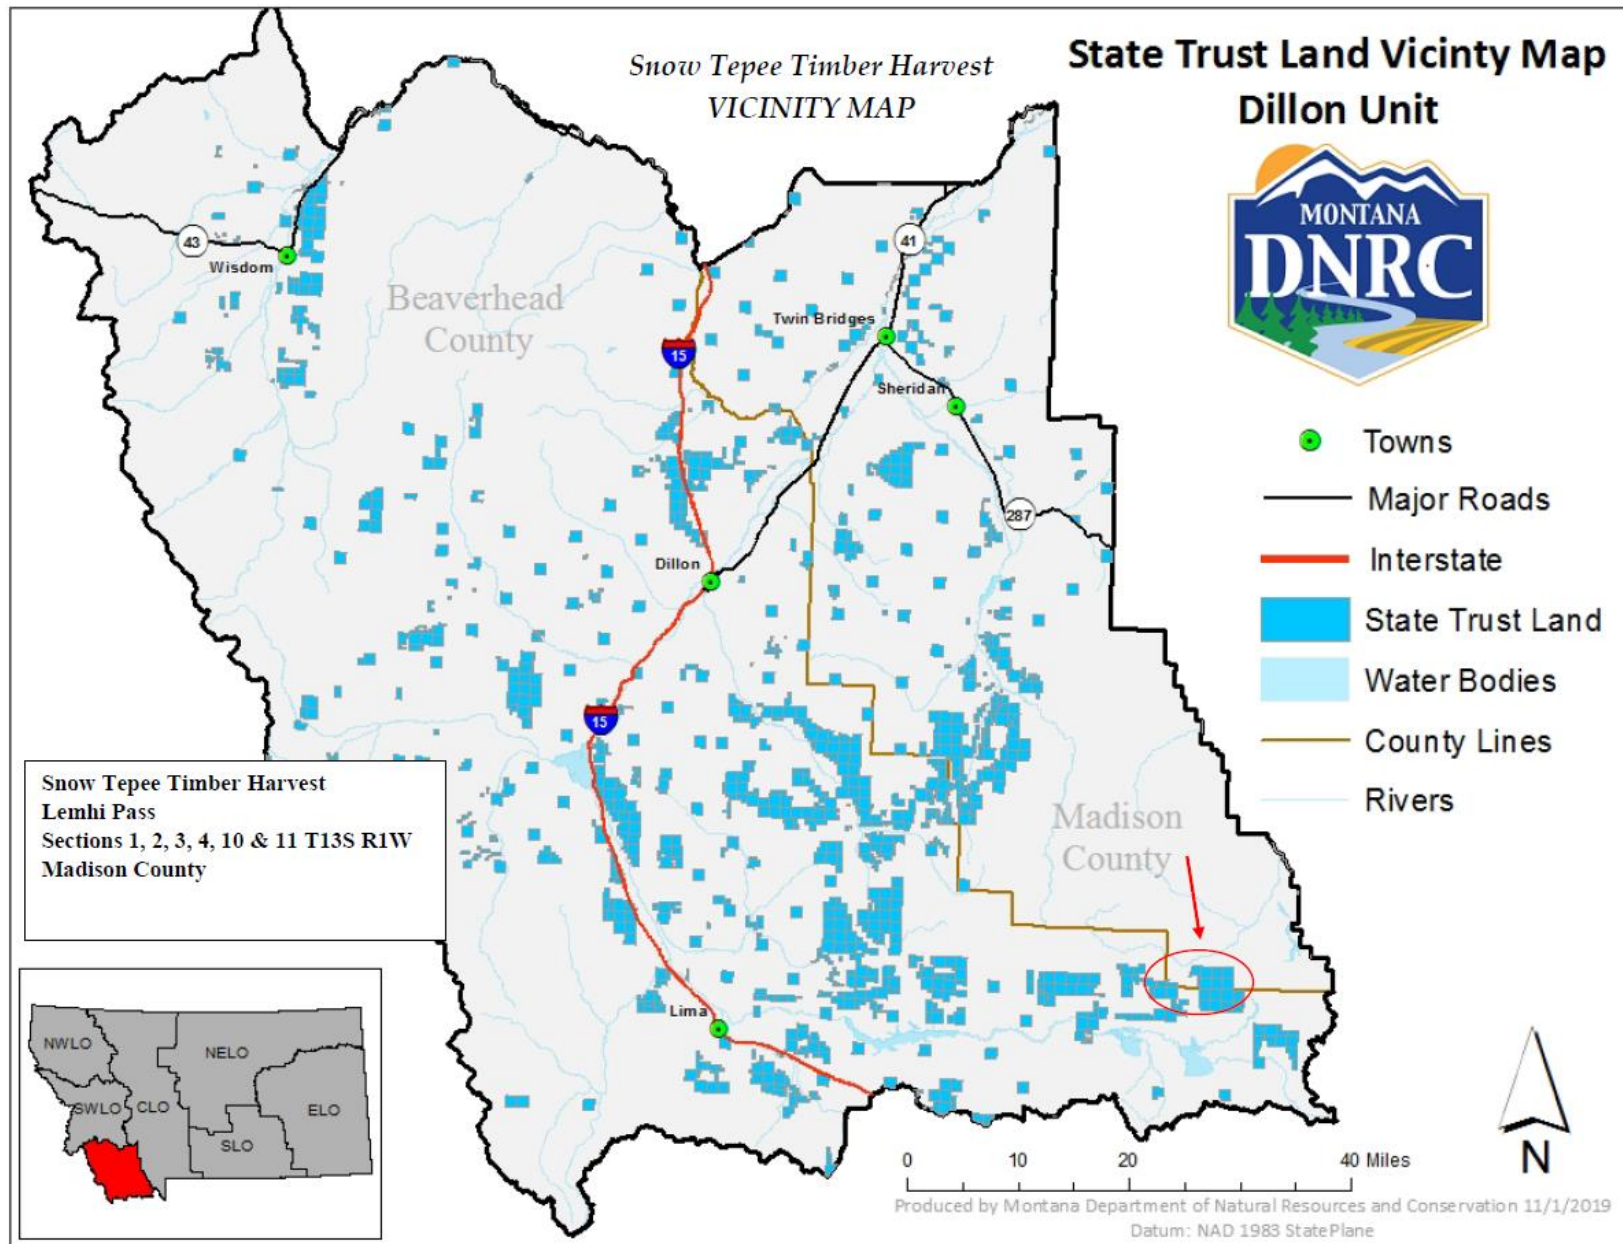 Snow Tepee Timber Harvest
VICINITY MAP
State Trust Land Vicinty Map
Dillon Unit
MONTANA
DNRC
43
Wisdom
Beaverhead
County
41
Twin Bridges
15
Sheridan
287
Dillon
15
Madison
County
Lima
Towns
Major Roads
Interstate
State Trust Land
Water Bodies
County Lines
Rivers
Snow Tepee Timber Harvest
Lemhi Pass
Sections 1, 2, 3, 4, 10 & 11 T13S R1W
Madison County
NWLO
NELO
SWLO
CLO
ELO
SLO
0 10 20 40 Miles
N
Produced by Montana Department of Natural Resources and Conservation 11/1/2019
Datum: NAD 1983 StatePlane